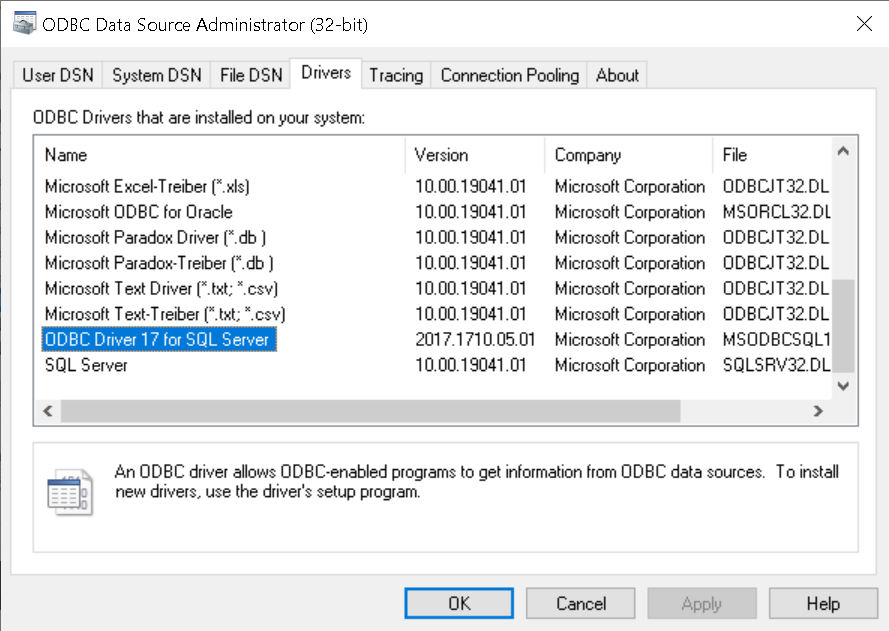 ODBC Data Source Administrator (32-bit)
User DSN System DSN File DSN Drivers Tracing Connection Pooling About
ODBC Drivers that are installed on your system:
Name Version Company File
Microsoft Excel-Treiber (*.xls) 10.00.19041.01 Microsoft Corporation ODBCJT32.DL
Microsoft ODBC for Oracle 10.00.19041.01 Microsoft Corporation MSORCL32.DL
Microsoft Paradox Driver (*.db ) 10.00.19041.01 Microsoft Corporation ODBCJT32.DL
Microsoft Paradox-Treiber (*.db ) 10.00.19041.01 Microsoft Corporation ODBCJT32.DL
Microsoft Text Driver (*.txt; *.csv) 10.00.19041.01 Microsoft Corporation ODBCJT32.DL
Microsoft Text-Treiber (*.txt; *.csv) 10.00.19041.01 Microsoft Corporation ODBCJT32.DL
ODBC Driver 17 for SQL Server 2017.1710.05.01 Microsoft Corporation MSODBCSQL1
SQL Server 10.00.19041.01 Microsoft Corporation SQLSRV32.DL
An ODBC driver allows ODBC-enabled programs to get information from ODBC data sources. To install
new drivers, use the driver's setup program.
OK Cancel Apply Help